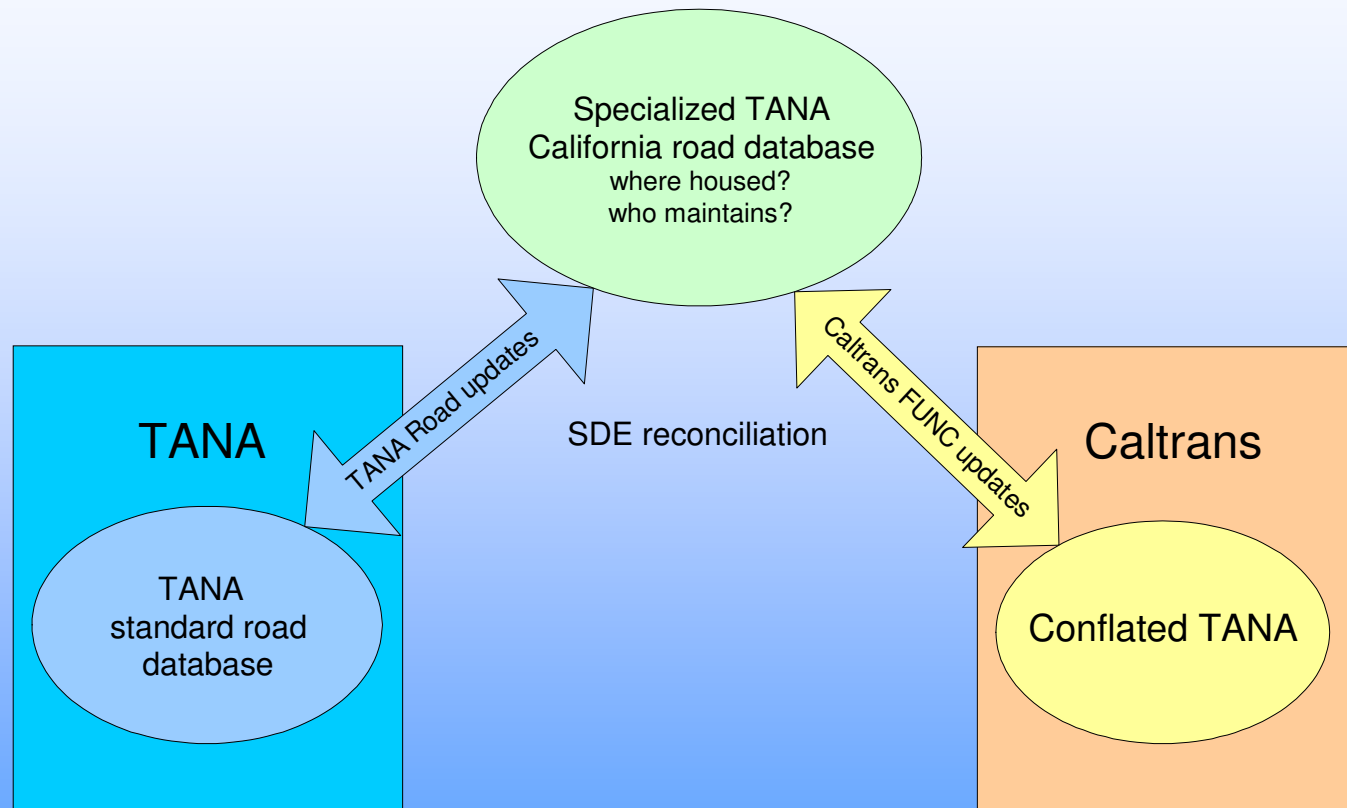 Specialized TANA
California road database
where housed?
who maintains?
TANA Road updates
Caltrans FUNC updates
SDE reconciliation
TANA
Caltrans
TANA
standard road
database
Conflated TANA